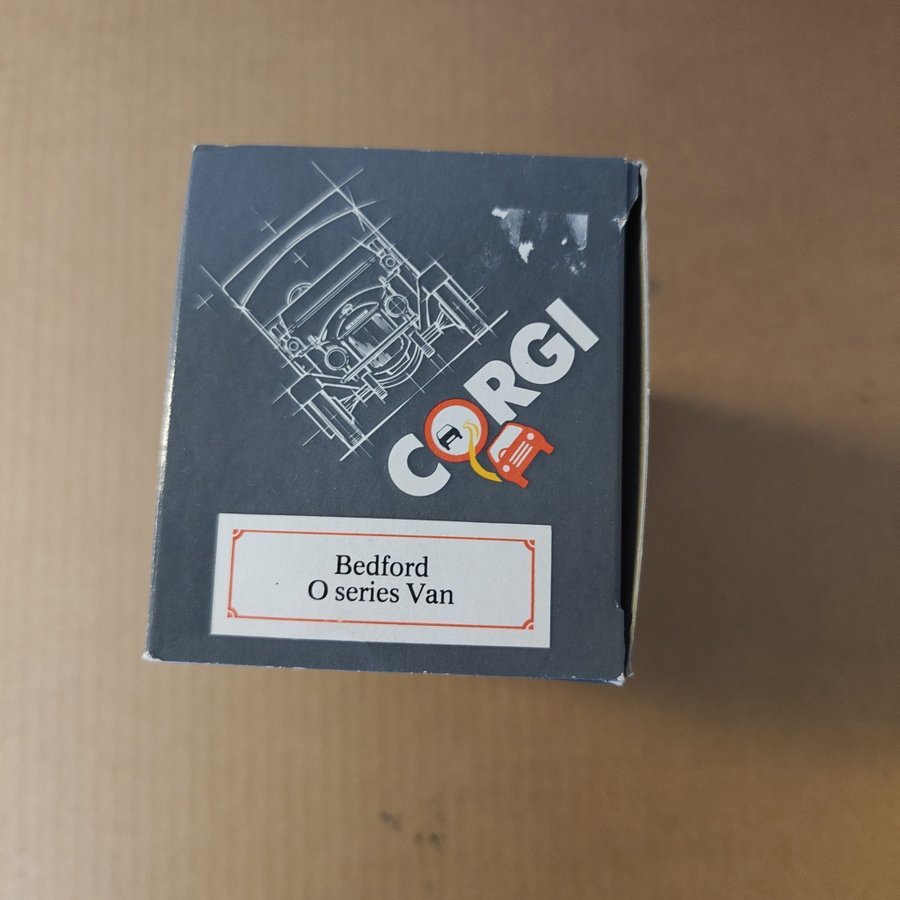 CORGI
Bedford
O series Van